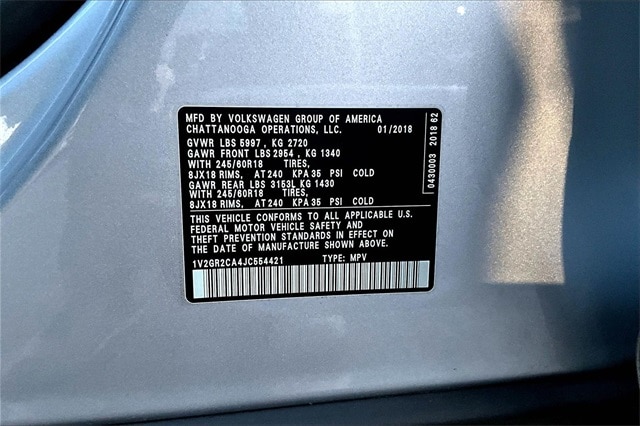 MFD BY VOLKSWAGEN GROUP OF AMERICA
CHATTANOOGA OPERATIONS, LLC. 01/2018
GVWR LBS 5997 , KG 2720
GAWR FRONT LBS 2954 , KG 1340
WITH 245/60R18 TIRES,
8JX18 RIMS, AT 240 KPA 35 PSI COLD
GAWR REAR LBS 3153L KG 1430
WITH 245/60R18 TIRES,
8JX18 RIMS, AT 240 KPA 35 PSI COLD
THIS VEHICLE CONFORMS TO ALL APPLICABLE U.S.
FEDERAL MOTOR VEHICLE SAFETY AND
THEFT PREVENTION STANDARDS IN EFFECT ON
THE DATE OF MANUFACTURE SHOWN ABOVE.
1V2GR2CA4JC554421 TYPE: MPV
0430003 2018 62